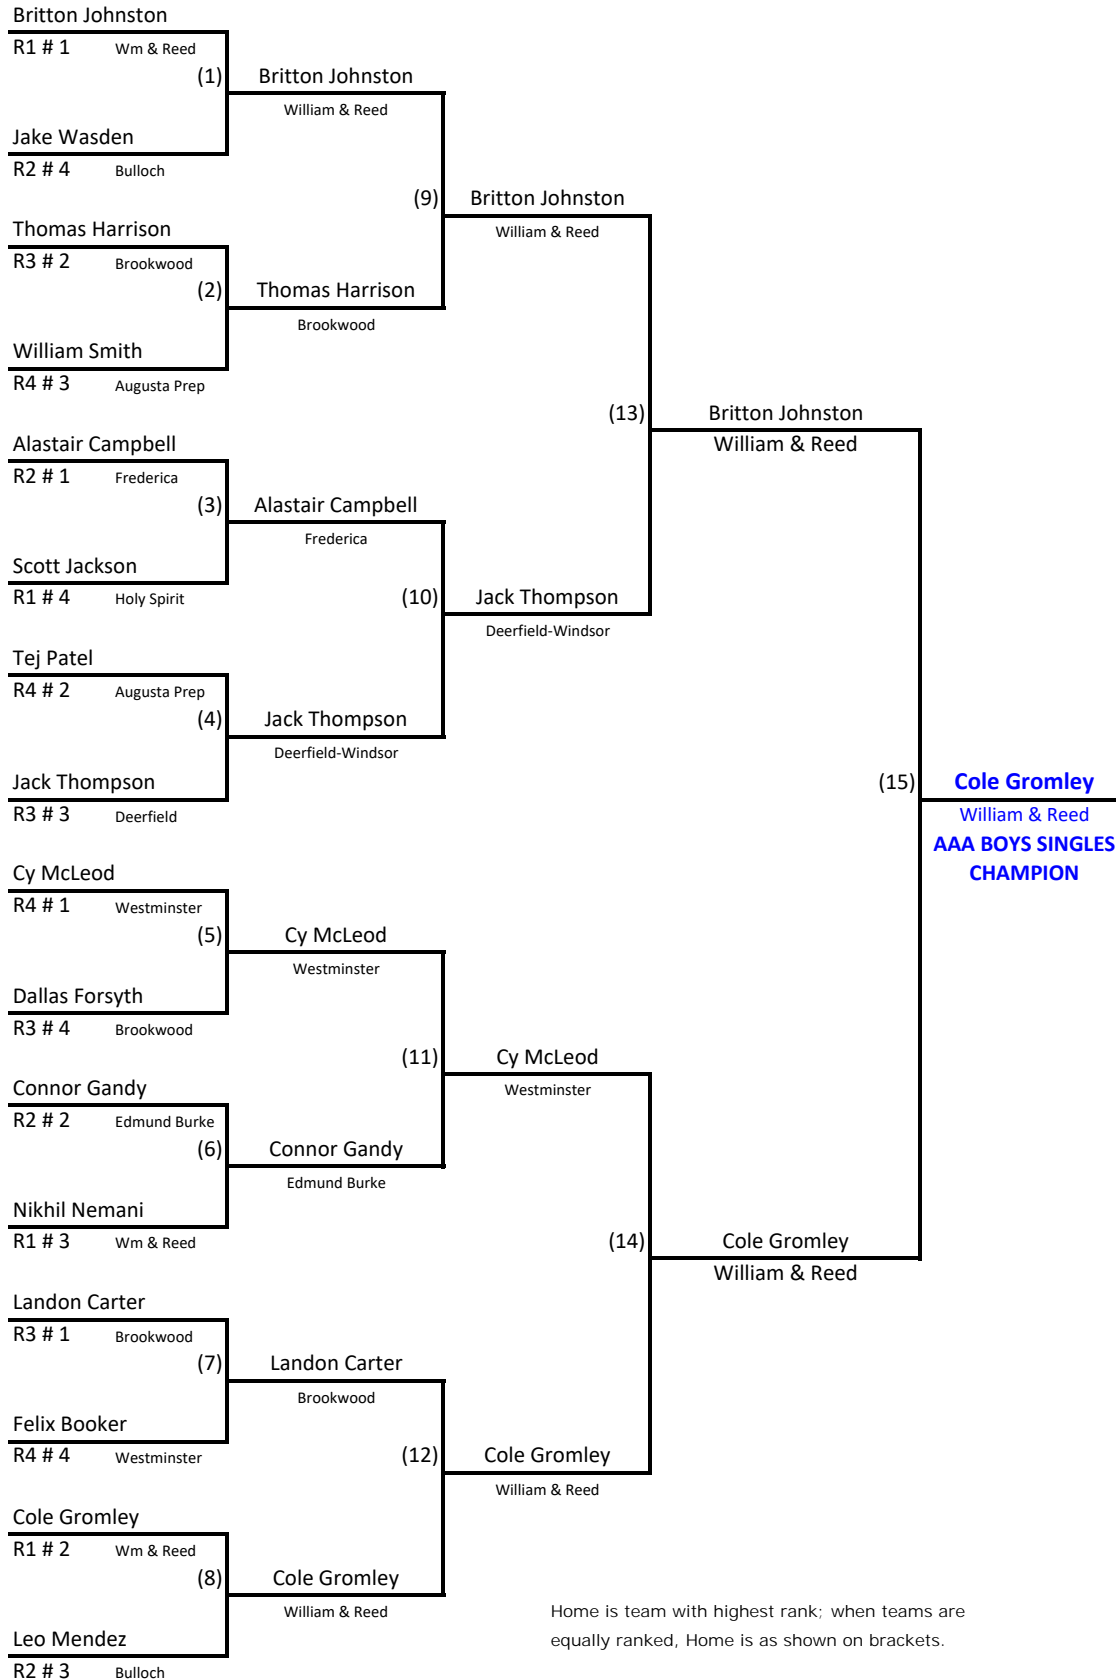 Britton Johnston
R1 # 1 Wm & Reed
(1) Britton Johnston
William & Reed
Jake Wasden
R2 # 4 Bulloch
(9) Britton Johnston
William & Reed
Thomas Harrison
R3 # 2 Brookwood
(2) Thomas Harrison
Brookwood
William Smith
R4 # 3 Augusta Prep
(13) Britton Johnston
William & Reed
Alastair Campbell
R2 # 1 Frederica
(3) Alastair Campbell
Frederica
Scott Jackson
R1 # 4 Holy Spirit
(10) Jack Thompson
Deerfield-Windsor
Tej Patel
R4 # 2 Augusta Prep
(4) Jack Thompson
Deerfield-Windsor
Jack Thompson
R3 # 3 Deerfield
(15) Cole Gromley
William & Reed
AAA BOYS SINGLES
CHAMPION
Cy McLeod
R4 # 1 Westminster
(5) Cy McLeod
Westminster
Dallas Forsyth
R3 # 4 Brookwood
(11) Cy McLeod
Westminster
Connor Gandy
R2 # 2 Edmund Burke
(6) Connor Gandy
Edmund Burke
Nikhil Nemani
R1 # 3 Wm & Reed
(14) Cole Gromley
William & Reed
Landon Carter
R3 # 1 Brookwood
(7) Landon Carter
Brookwood
Felix Booker
R4 # 4 Westminster
(12) Cole Gromley
William & Reed
Cole Gromley
R1 # 2 Wm & Reed
(8) Cole Gromley
William & Reed
Leo Mendez
R2 # 3 Bulloch
Home is team with highest rank; when teams are
equally ranked, Home is as shown on brackets.